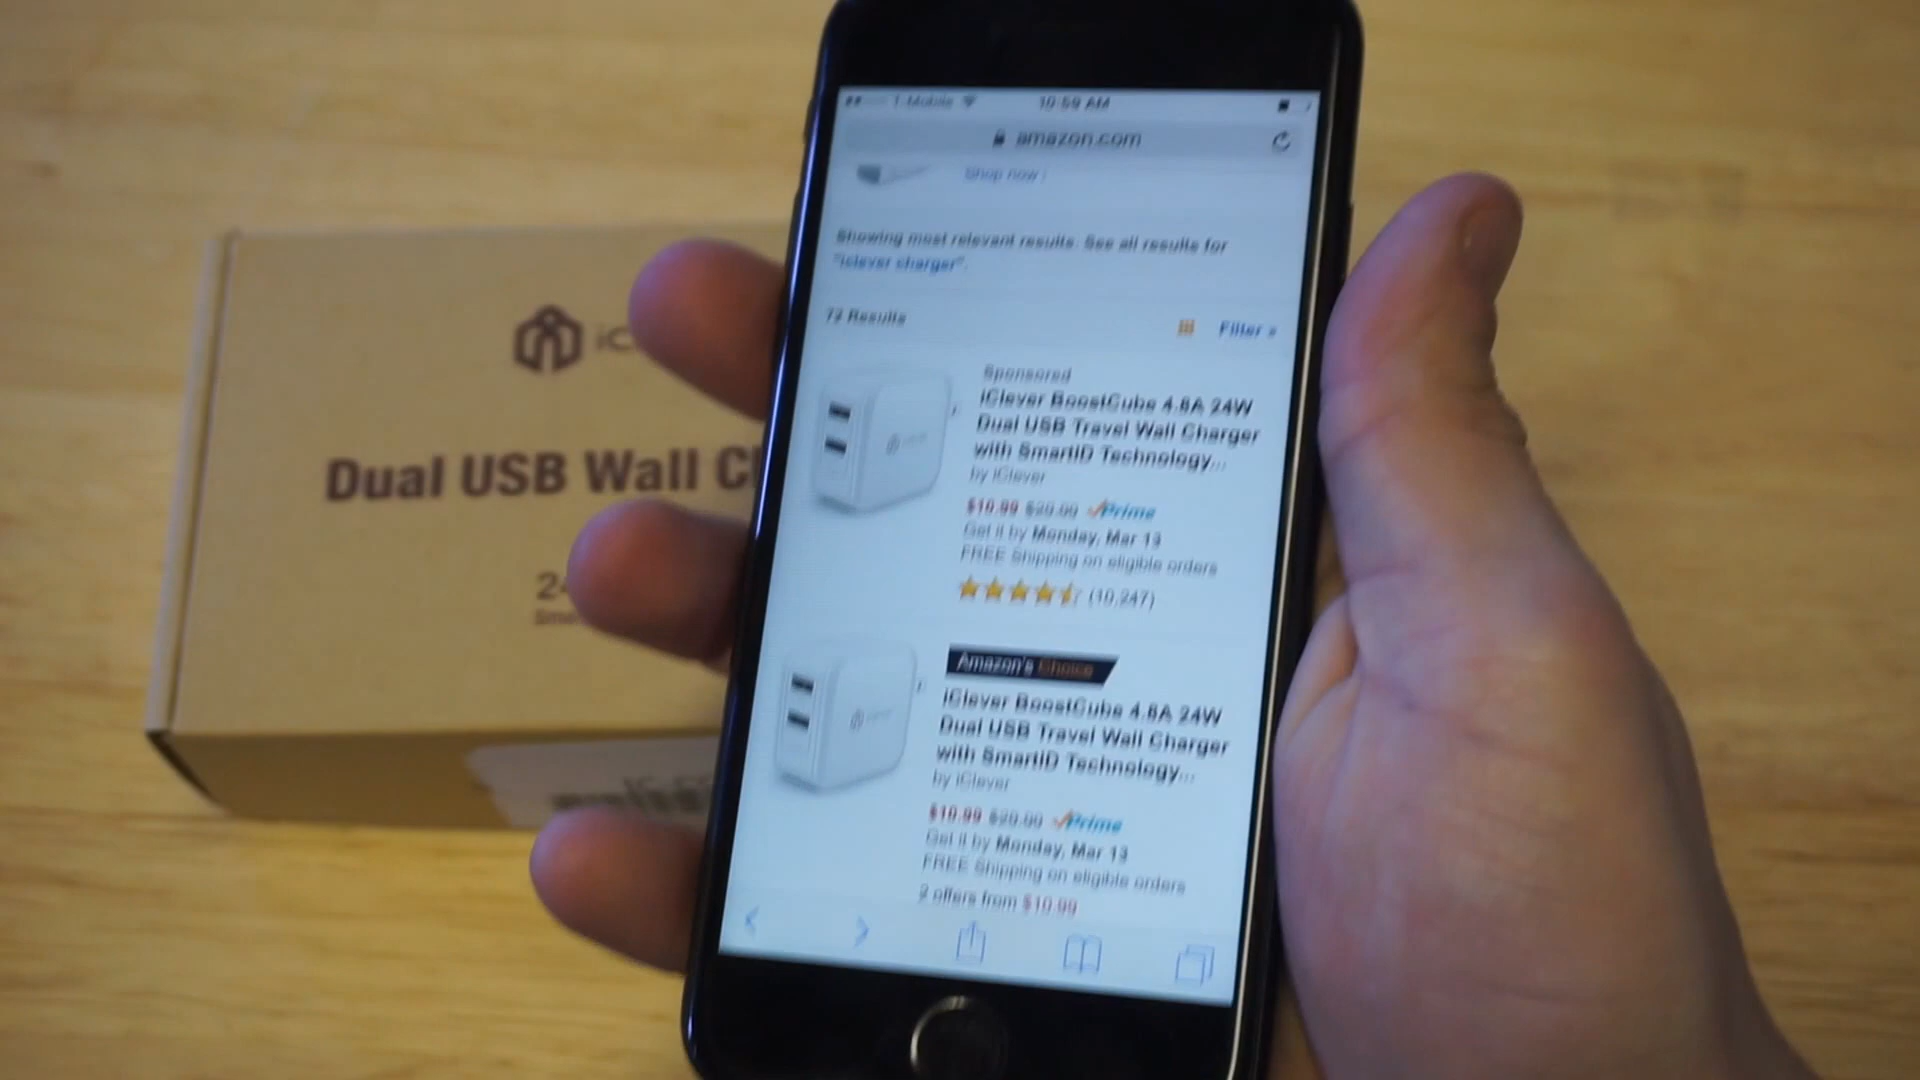 T-Mobile
10:59 AM
amazon.com
Shop now ›
Showing most relevant results. See all results for
"iclever charger".
72 Results
Filter
Sponsored
iClever BoostCube 4.8A 24W
Dual USB Travel Wall Charger
with SmartID Technology...
by iClever
$10.99 $29.99 Prime
Get it by Monday, Mar 13
FREE Shipping on eligible orders
(10,247)
Amazon's Choice
iClever BoostCube 4.8A 24W
Dual USB Travel Wall Charger
with SmartID Technology...
by iClever
$10.99 $29.99 Prime
Get it by Monday, Mar 13
FREE Shipping on eligible orders
2 offers from $10.99
Dual USB Wall